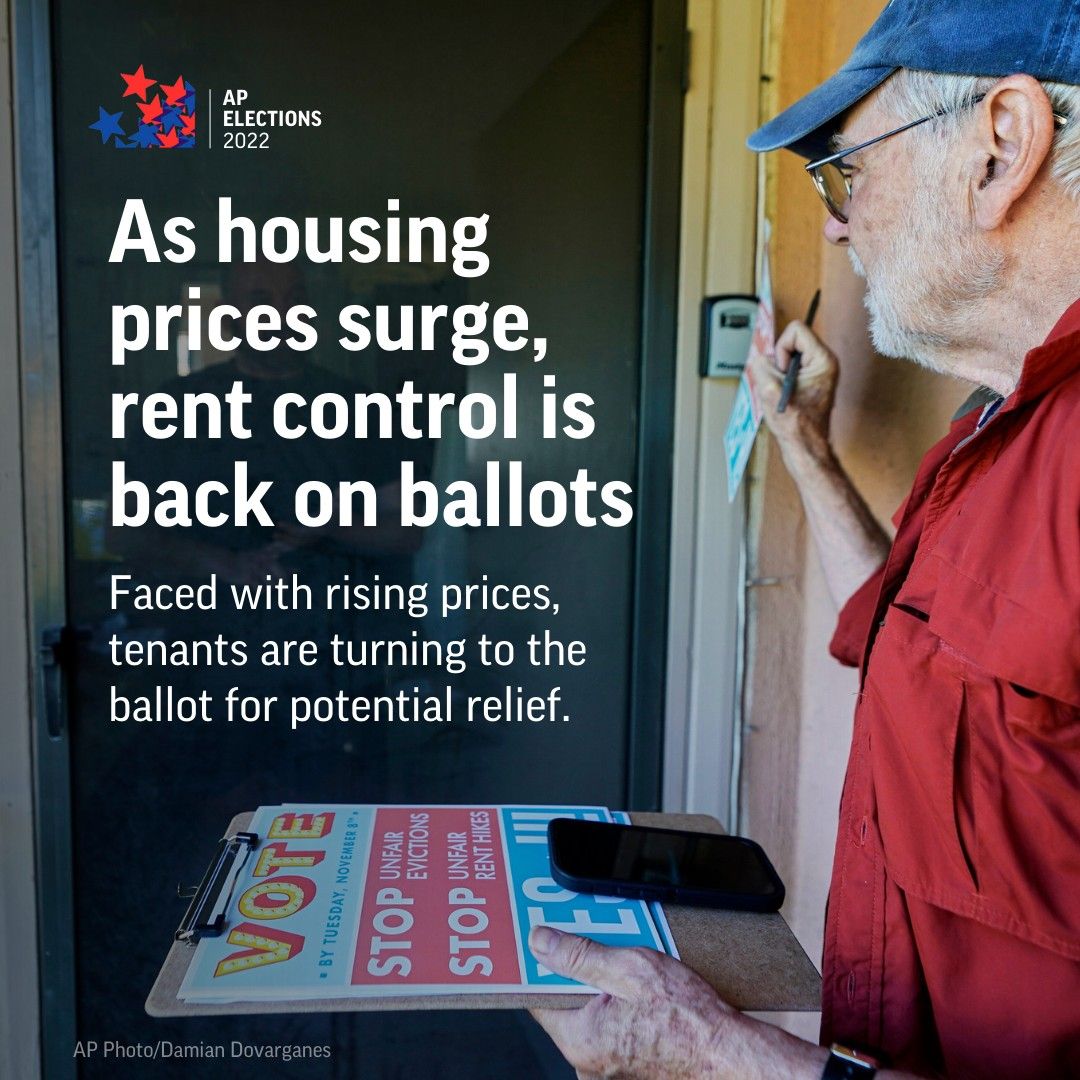 AP
ELECTIONS
2022
As housing
prices surge,
rent control is
back on ballots
Faced with rising prices,
tenants are turning to the
ballot for potential relief.
VOTE
BY TUESDAY, NOVEMBER 8TH
STOP UNFAIR
EVICTIONS
STOP UNFAIR
RENT HIKES
AP Photo/Damian Dovarganes